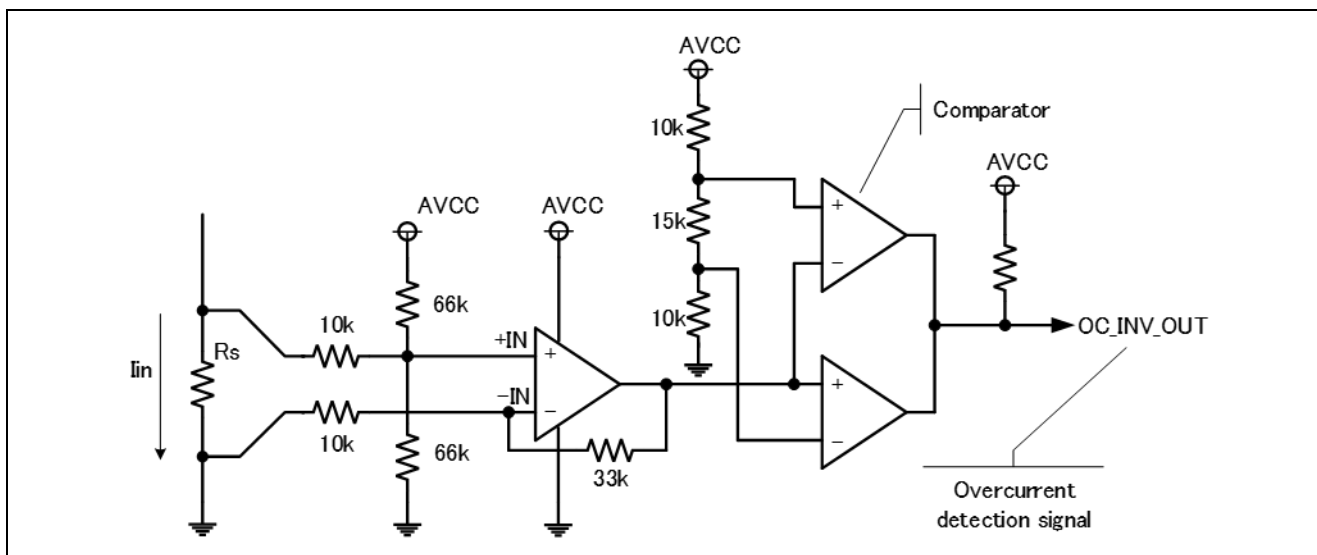 AVCC
10k
Comparator
AVCC
15k
AVCC
AVCC
66k
10k
10k
+IN
+
-
+
-
OC_INV_OUT
Iin
Rs
-IN
+
-
10k
66k
33k
Overcurrent
detection signal